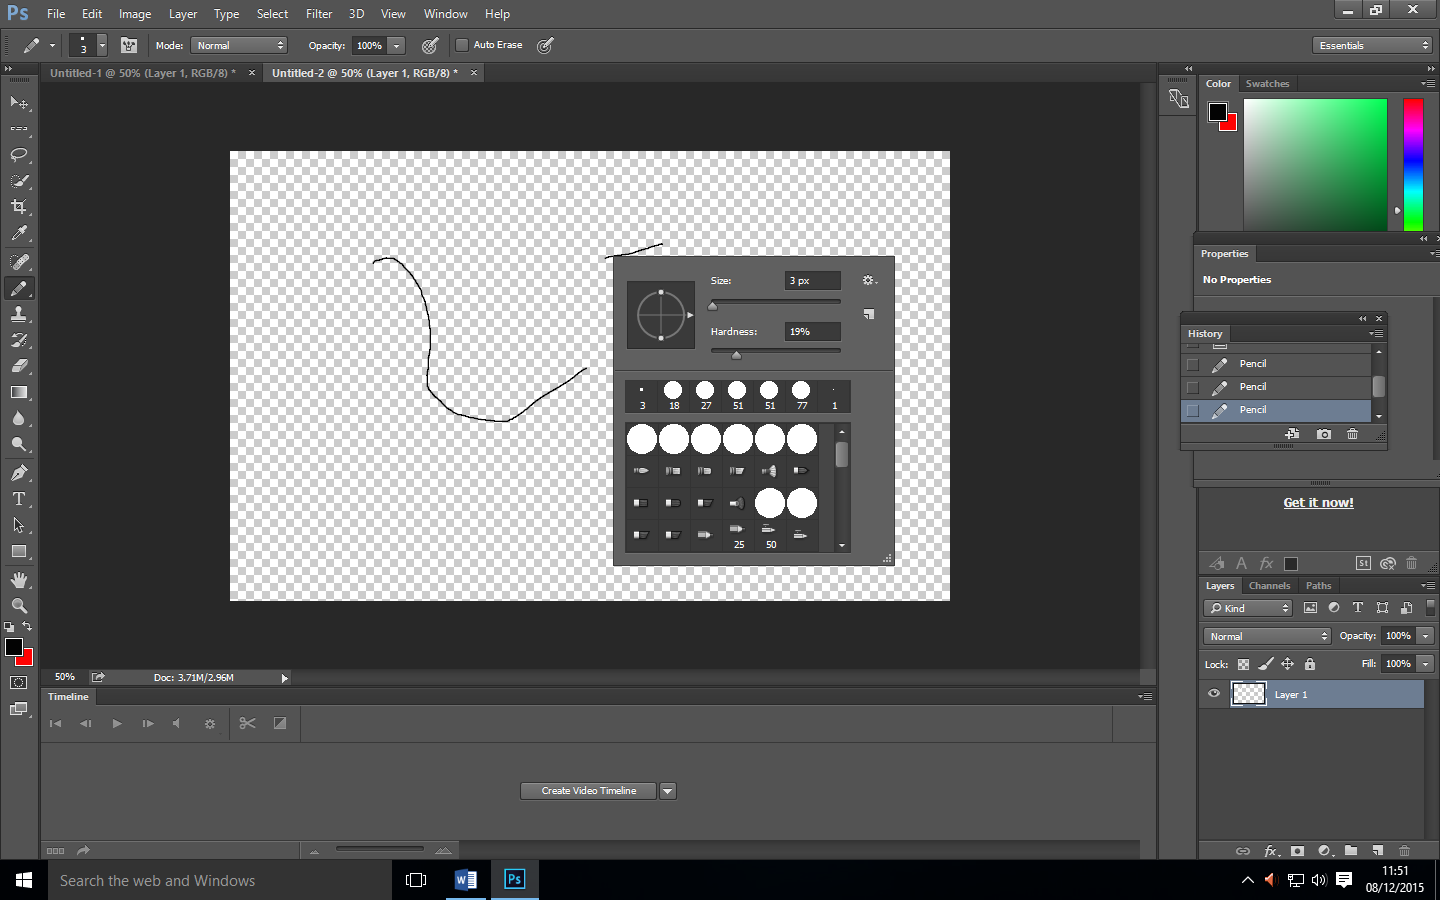 Ps File Edit Image Layer Type Select Filter 3D View Window Help
3 Mode: Normal Opacity: 100% Auto Erase Essentials
Untitled-1 @ 50% (Layer 1, RGB/8) * × Untitled-2 @ 50% (Layer 1, RGB/8) * ×
Color Swatches
Size: 3 px
Hardness: 19%
3 18 27 51 51 77 1
25 50
Properties
No Properties
History
Pencil
Pencil
Pencil
Get it now!
St
Layers Channels Paths
Kind
Normal Opacity: 100%
Lock: Fill: 100%
Layer 1
fx
50% Doc: 3.71M/2.96M
Timeline
Create Video Timeline
Search the web and Windows
11:51
08/12/2015